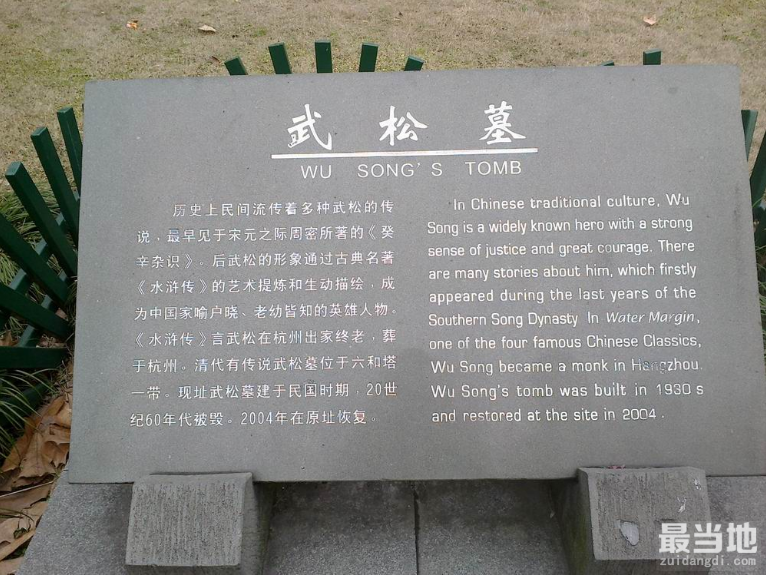 武松墓
WU SONG'S TOMB
历史上民间流传着多种武松的传
说、最早见于宋元之际周密所著的《癸
辛杂识》。后武松的形象通过古典名著
《水浒传》的艺术提炼和生动描绘，成
为中国家喻户晓、老幼皆知的英雄人物。
《水浒传》言武松在杭州出家终老，葬
于杭州。清代有传说武松墓位于六和塔
一带。现址武松墓建于民国时期，20世
纪60年代被毁。2004年在原址恢复。
In Chinese traditional culture, Wu
Song is a widely known hero with a strong
sense of justice and great courage. There
are many stories about him, which firstly
appeared during the last years of the
Southern Song Dynasty. In Water Margin,
one of the four famous Chinese Classics,
Wu Song became a monk in Hangzhou.
Wu Song's tomb was built in 1930 s
and restored at the site in 2004.
最当地
zuidangdi.com